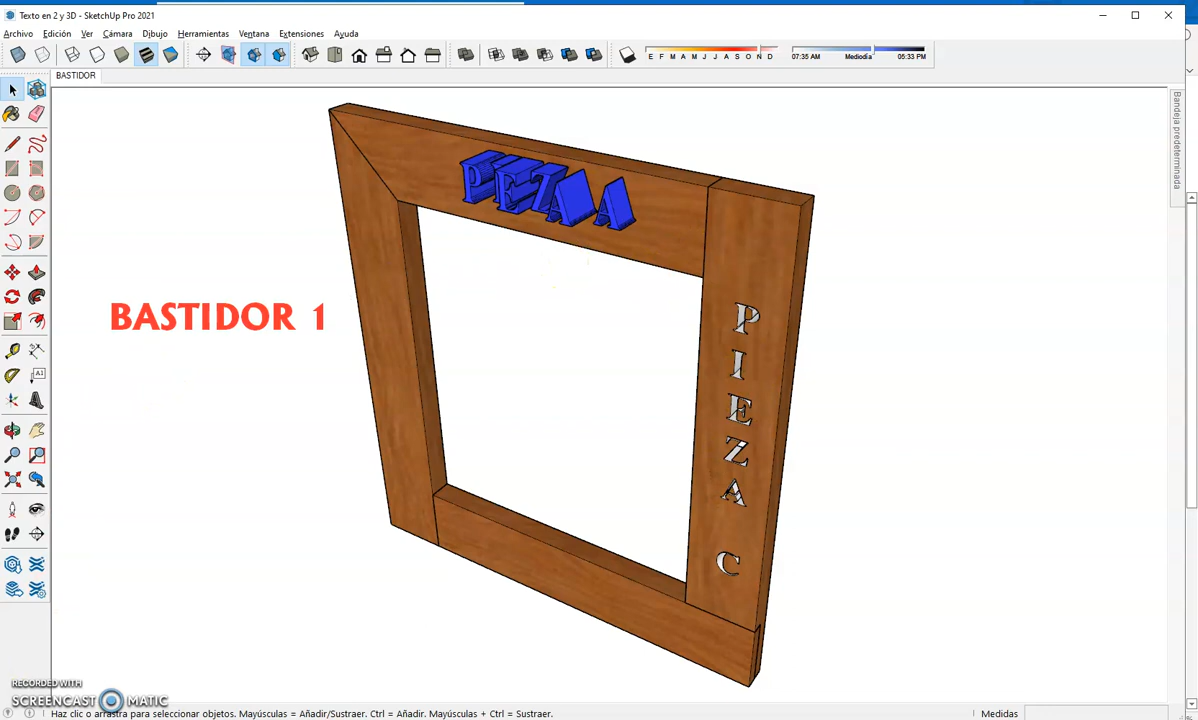 Texto en 2 y 3D - SketchUp Pro 2021
Archivo Edición Ver Cámara Dibujo Herramientas Ventana Extensiones Ayuda
E F M A M J J A S O N D
07:35 AM Mediodía 05:33 PM
BASTIDOR
Bandeja predeterminada
PIEZA A
BASTIDOR 1
P
I
E
Z
A
C
A1
RECORDED WITH
SCREENCAST MATIC
Haz clic o arrastra para seleccionar objetos. Mayúsculas = Añadir/Sustraer. Ctrl = Añadir. Mayúsculas + Ctrl = Sustraer.
Medidas